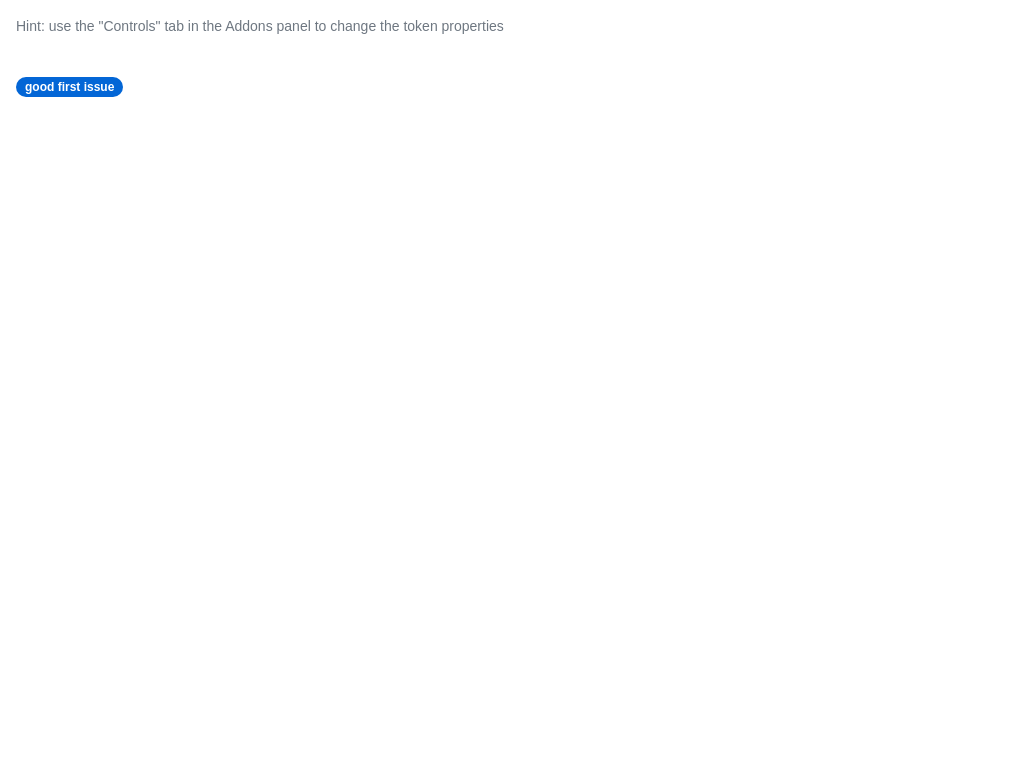 Hint: use the "Controls" tab in the Addons panel to change the token properties
good first issue